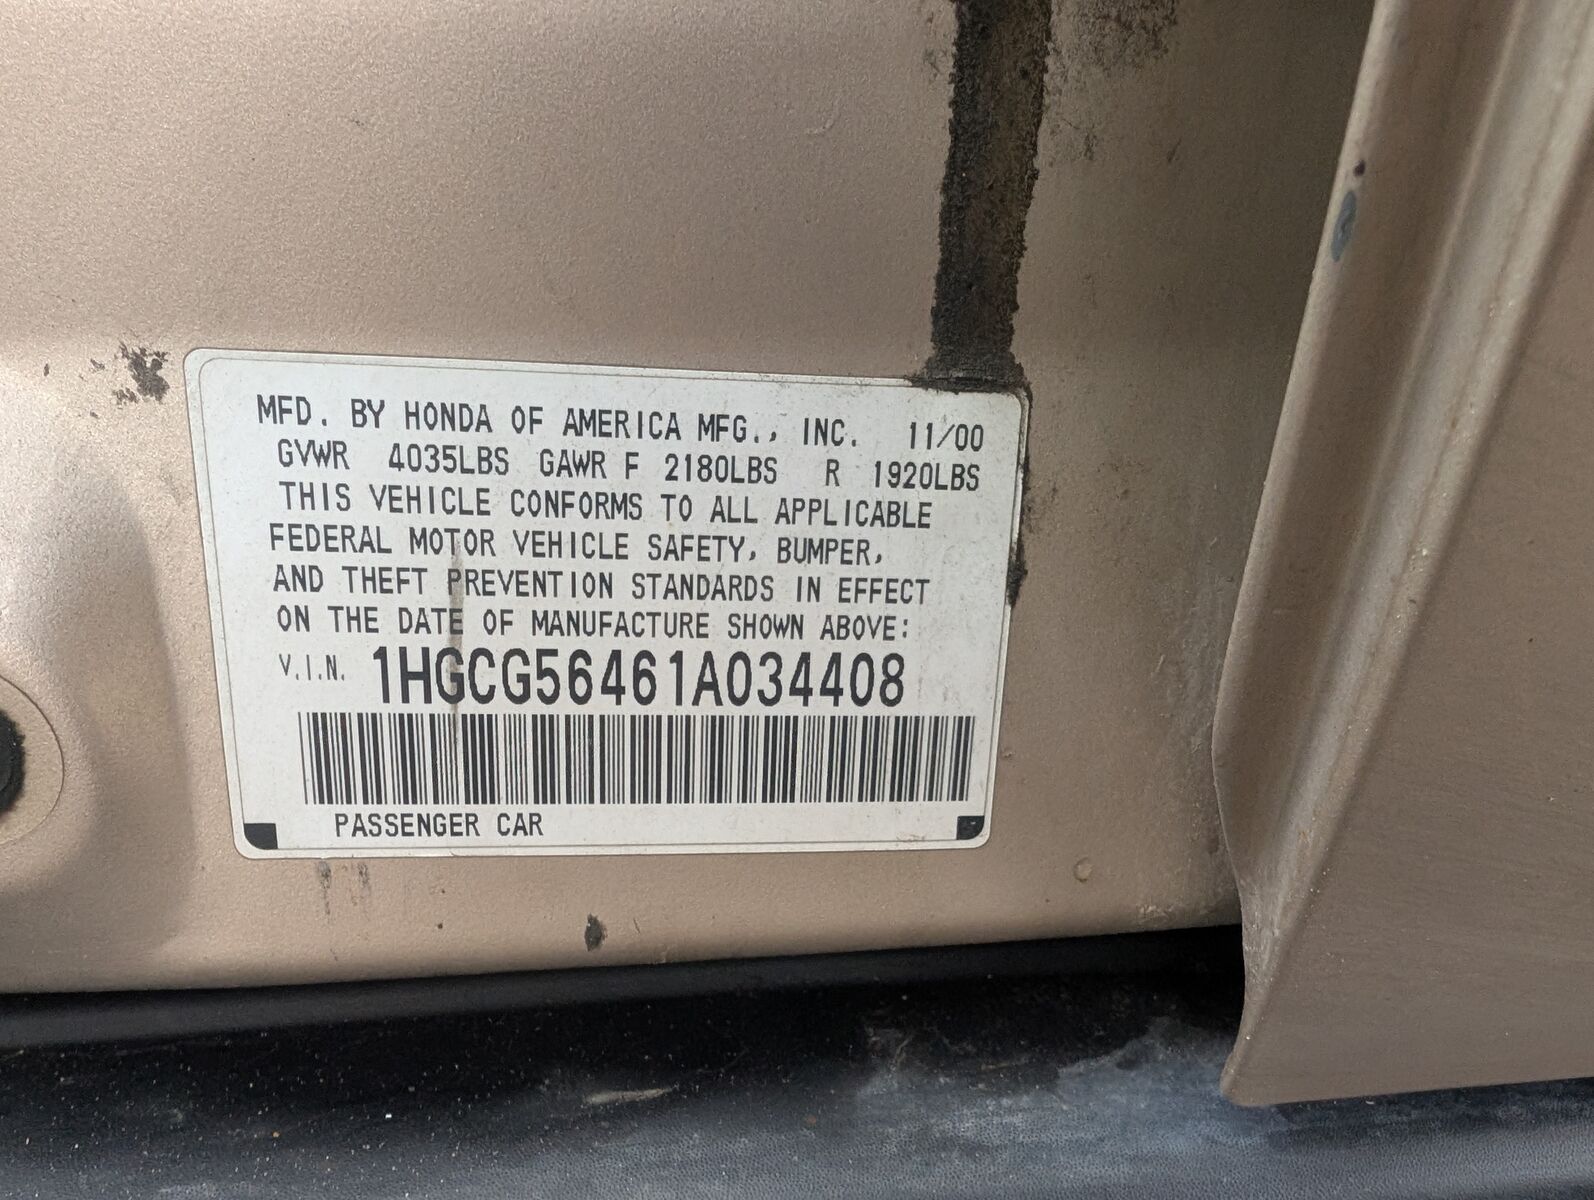 MFD. BY HONDA OF AMERICA MFG., INC. 11/00
GVWR 4035LBS GAWR F 2180LBS R 1920LBS
THIS VEHICLE CONFORMS TO ALL APPLICABLE
FEDERAL MOTOR VEHICLE SAFETY, BUMPER,
AND THEFT PREVENTION STANDARDS IN EFFECT
ON THE DATE OF MANUFACTURE SHOWN ABOVE:
V.I.N. 1HGCG56461A034408
PASSENGER CAR